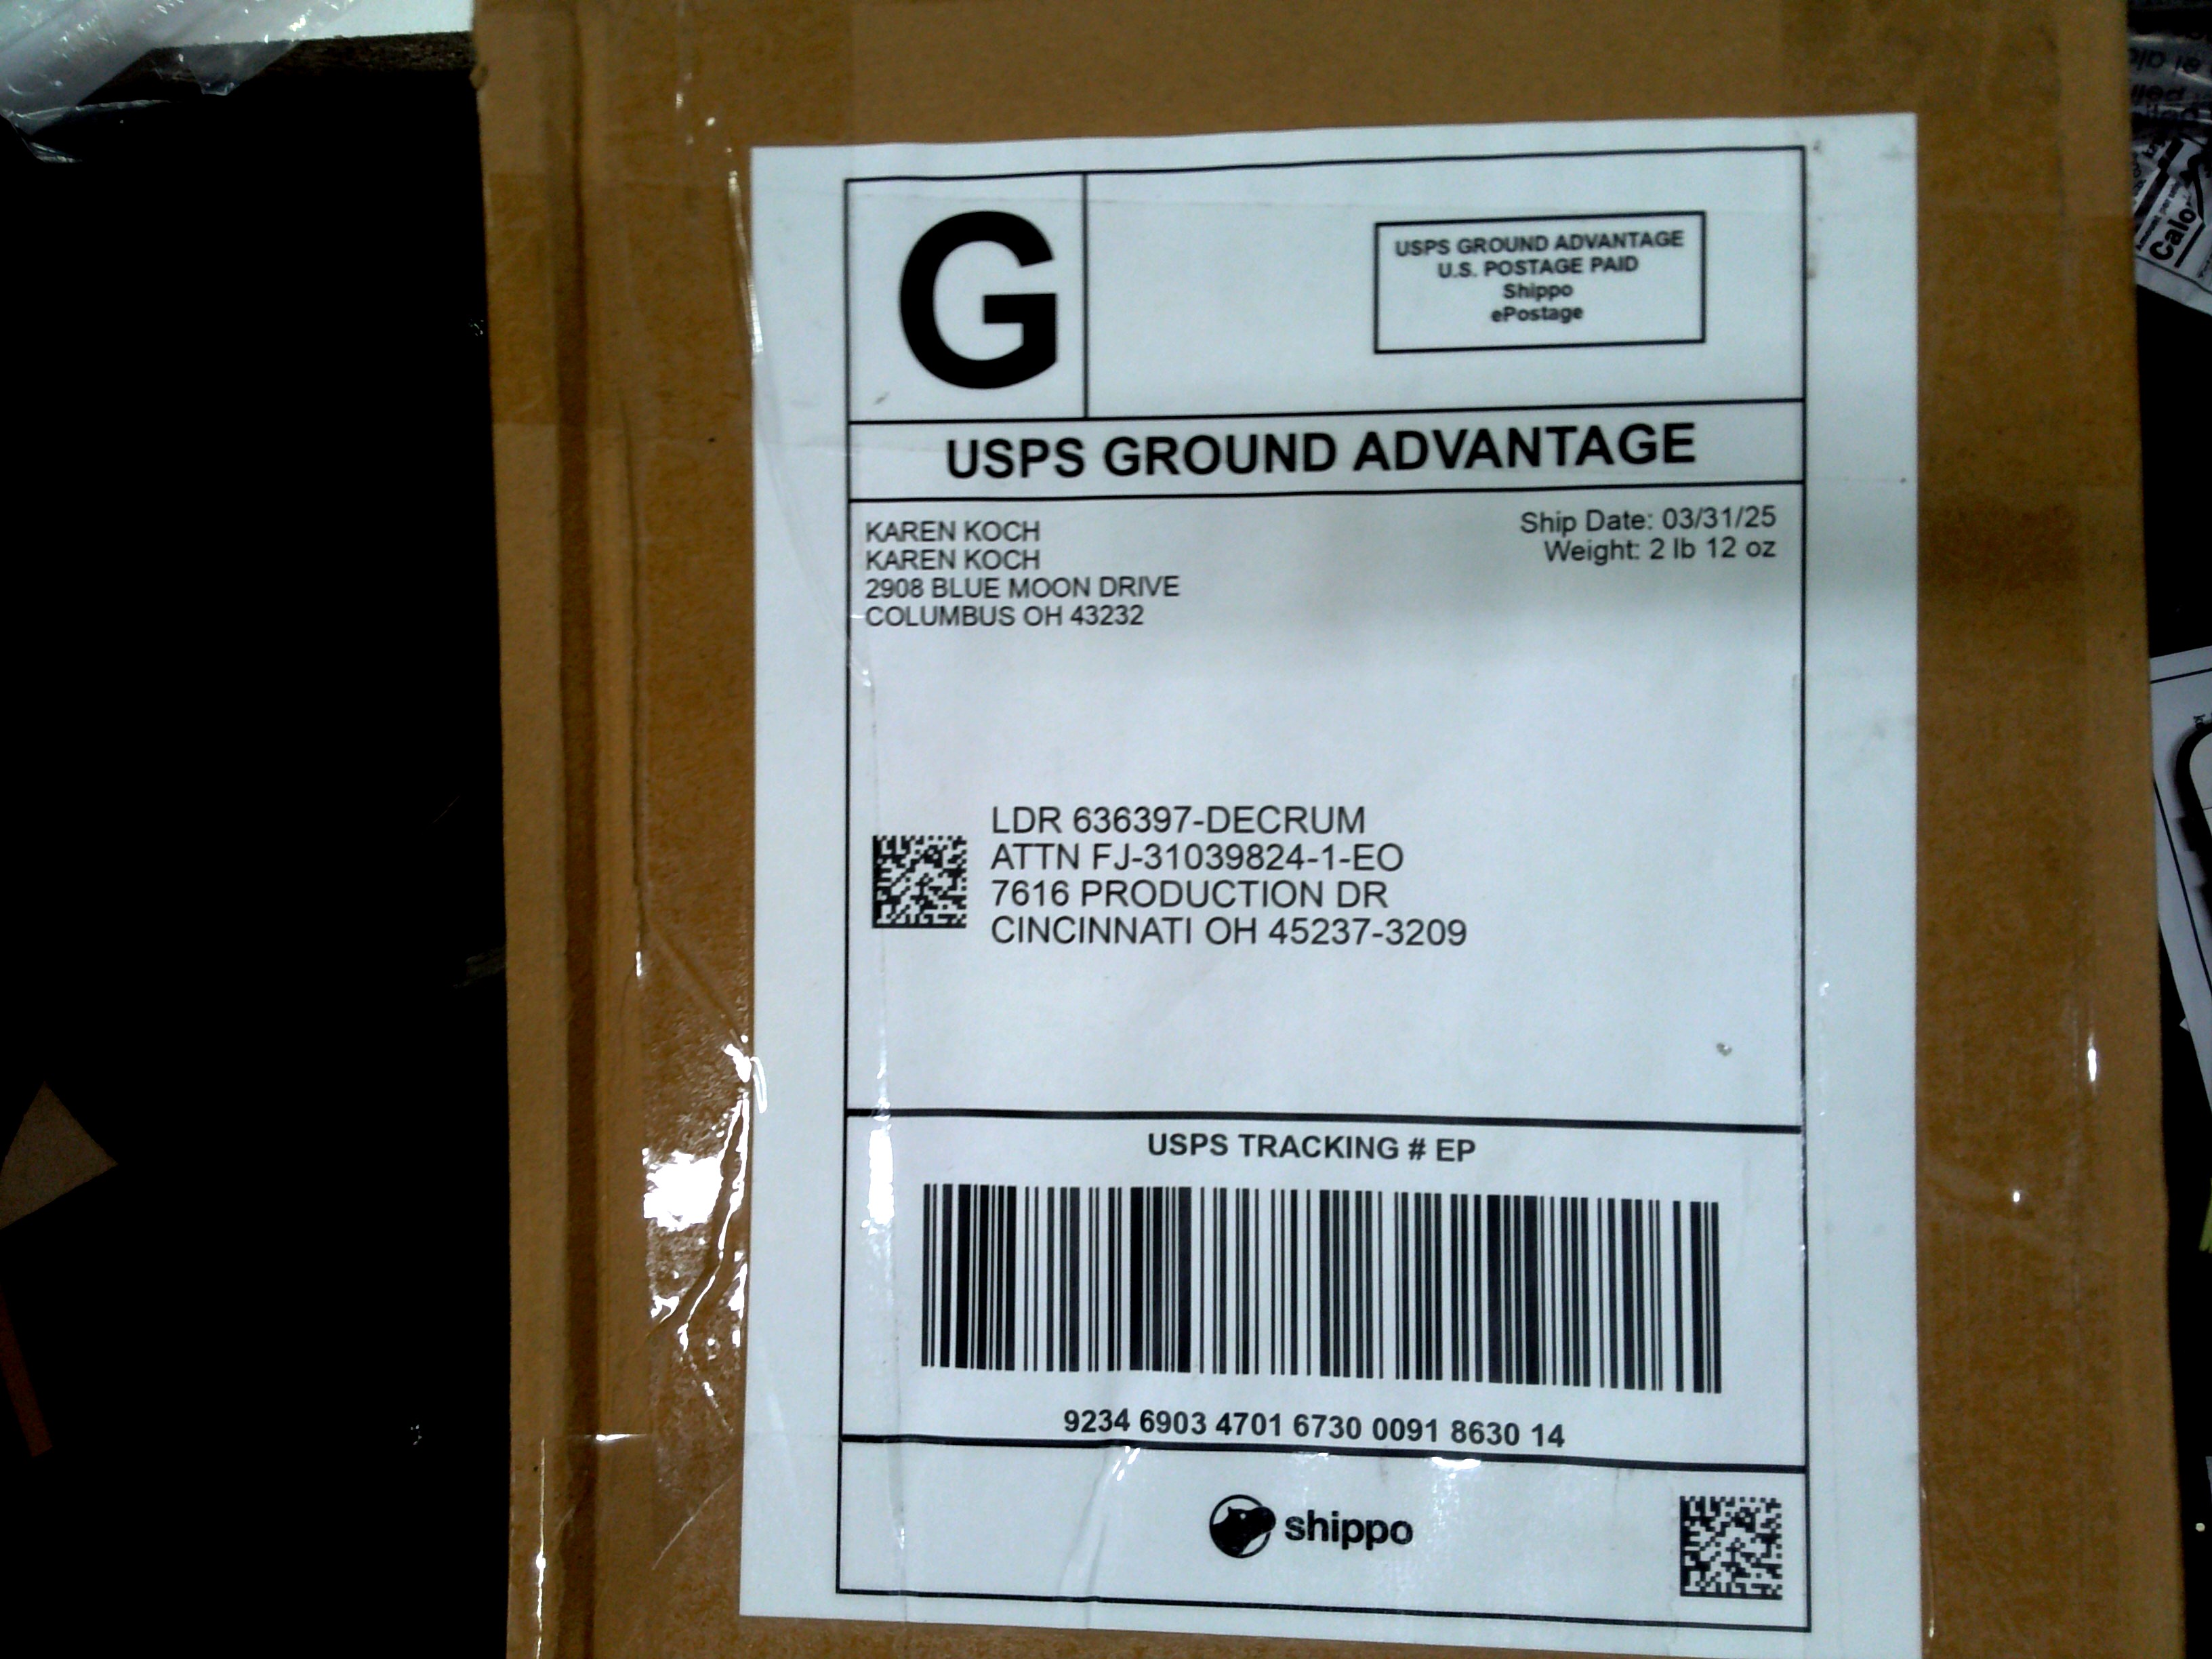 G
USPS GROUND ADVANTAGE
U.S. POSTAGE PAID
Shippo
ePostage
USPS GROUND ADVANTAGE
KAREN KOCH
KAREN KOCH
2908 BLUE MOON DRIVE
COLUMBUS OH 43232
Ship Date: 03/31/25
Weight: 2 lb 12 oz
LDR 636397-DECRUM
ATTN FJ-31039824-1-EO
7616 PRODUCTION DR
CINCINNATI OH 45237-3209
USPS TRACKING # EP
9234 6903 4701 6730 0091 8630 14
shippo
Calo